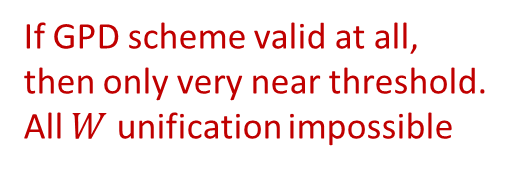 If GPD scheme valid at all,
then only very near threshold.
All W unification impossible